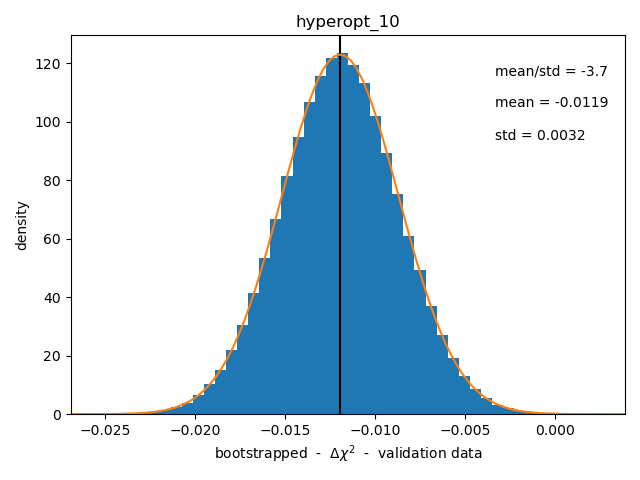 hyperopt_10
mean/std = -3.7
mean = -0.0119
std = 0.0032
density
120
100
80
60
40
20
0
−0.025 −0.020 −0.015 −0.010 −0.005 0.000
bootstrapped - Δχ² - validation data